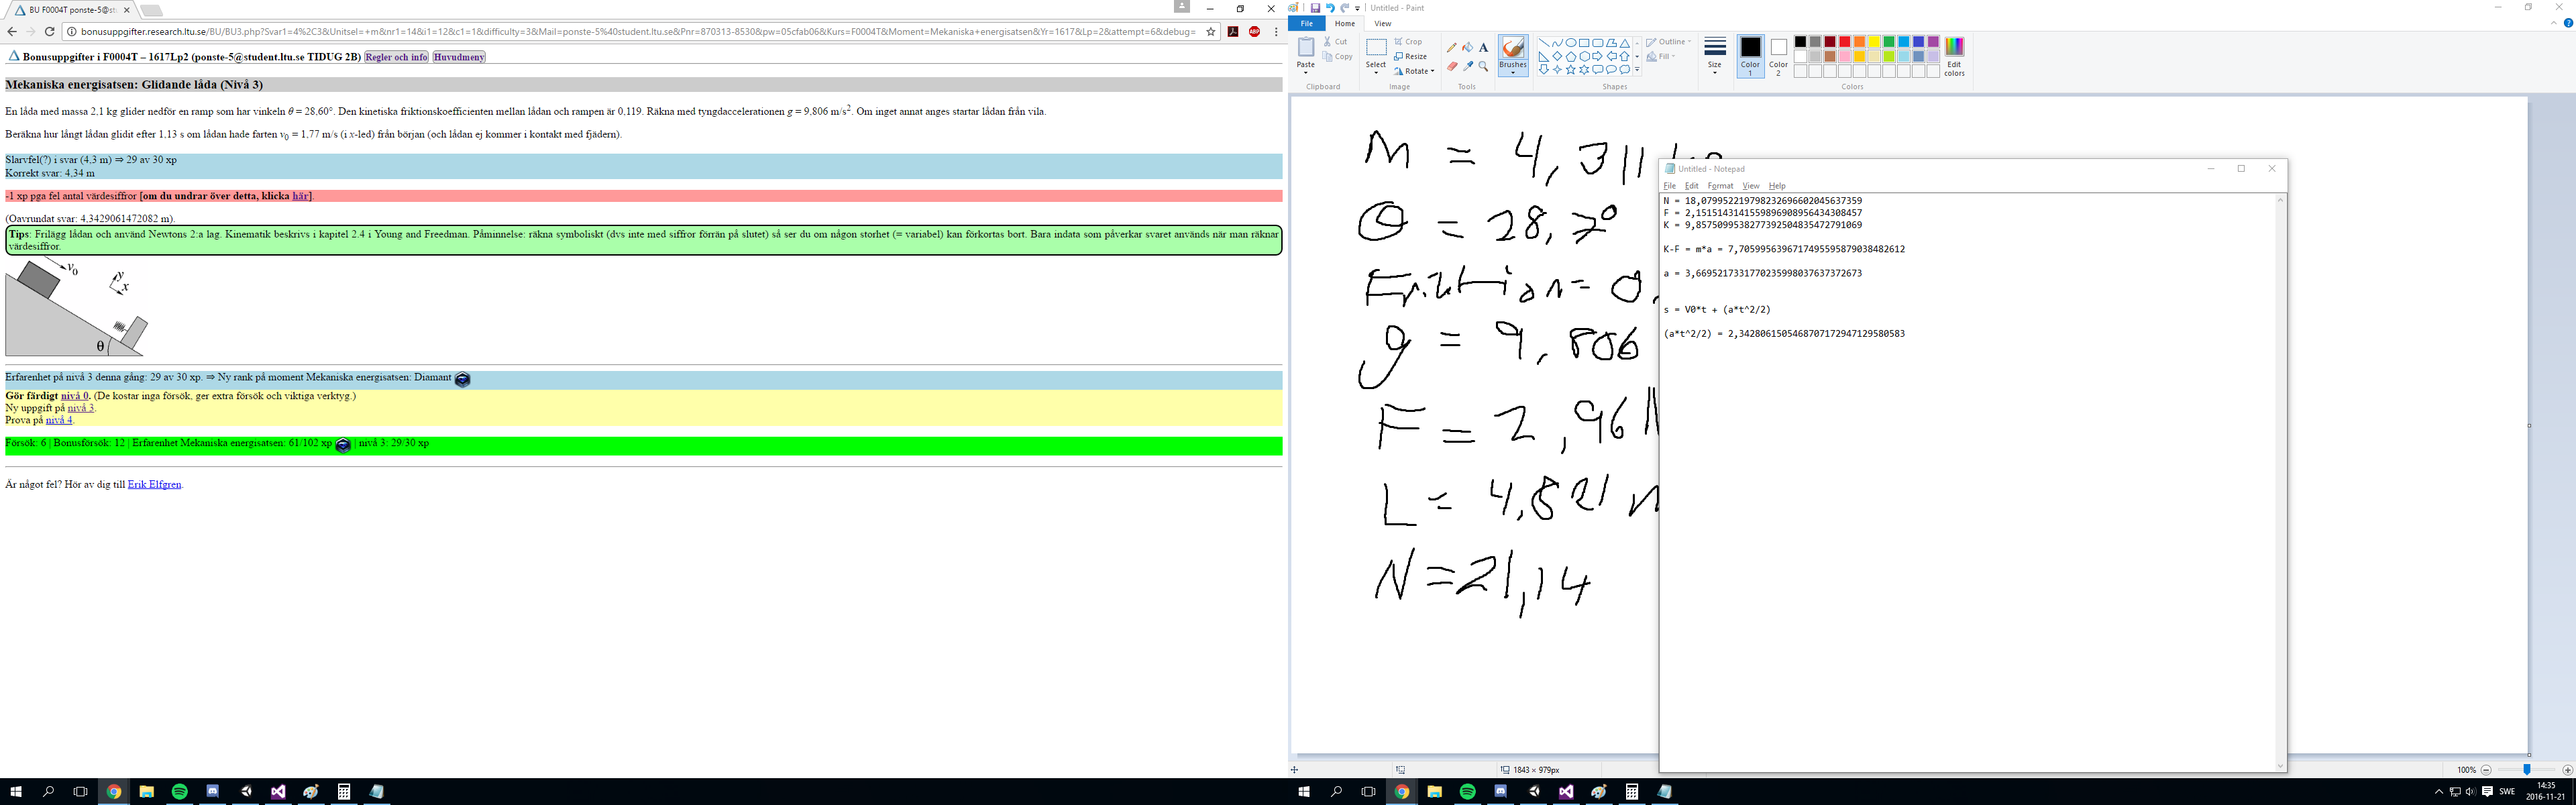 BU F0004T ponste-5@stu
bonusuppgifter.research.ltu.se/BU/BU3.php?Svar1=4%2C3&Unitsel=+m&nr1=14&i1=12&c1=1&difficulty=3&Mail=ponste-5%40student.ltu.se&Pnr=870313-8530&pw=05cfab06&Kurs=F0004T&Moment=Mekaniska+energisatsen&Yr=1617&Lp=2&attempt=6&debug=
Bonusuppgifter i F0004T – 1617Lp2 (ponste-5@student.ltu.se TIDUG 2B) Regler och info Huvudmeny
Mekaniska energisatsen: Glidande låda (Nivå 3)
En låda med massa 2,1 kg glider nedför en ramp som har vinkeln θ = 28,60°. Den kinetiska friktionskoefficienten mellan lådan och rampen är 0,119. Räkna med tyngdaccelerationen g = 9,806 m/s2. Om inget annat anges startar lådan från vila.
Beräkna hur långt lådan glidit efter 1,13 s om lådan hade farten v0 = 1,77 m/s (i x-led) från början (och lådan ej kommer i kontakt med fjädern).
Slarvfel(?) i svar (4,3 m) ⇒ 29 av 30 xp
Korrekt svar: 4,34 m
-1 xp pga fel antal värdesiffror [om du undrar över detta, klicka här].
(Oavrundat svar: 4,3429061472082 m).
Tips: Frilägg lådan och använd Newtons 2:a lag. Kinematik beskrivs i kapitel 2.4 i Young and Freedman. Påminnelse: räkna symboliskt (dvs inte med siffror förrän på slutet) så ser du om någon storhet (= variabel) kan förkortas bort. Bara indata som påverkar svaret används när man räknar
värdesiffror.
v0
y
x
θ
Erfarenhet på nivå 3 denna gång: 29 av 30 xp. ⇒ Ny rank på moment Mekaniska energisatsen: Diamant
Gör färdigt nivå 0. (De kostar inga försök, ger extra försök och viktiga verktyg.)
Ny uppgift på nivå 3.
Prova på nivå 4.
Försök: 6 | Bonusförsök: 12 | Erfarenhet Mekaniska energisatsen: 61/102 xp | nivå 3: 29/30 xp
Är något fel? Hör av dig till Erik Elfgren.
Untitled - Paint
File Home View
Paste
Cut
Copy
Clipboard
Select
Crop
Resize
Rotate
Image
A
Tools
Brushes
Shapes
Outline
Fill
Size
Color 1
Color 2
Colors
Edit colors
M = 4,311
θ = 28,7°
Friktion = 0,
g = 9,806
F = 2,961
L = 4,821
N = 21,14
Untitled - Notepad
File Edit Format View Help
N = 18,079952219798232696602045637359
F = 2,1515143141559896908956434308457
K = 9,8575099538277392504835472791069
K-F = m*a = 7,7059956396717495595879038482612
a = 3,6695217331770235998037637372673
s = V0*t + (a*t^2/2)
(a*t^2/2) = 2,3428061505468707172947129580583
1843 × 979px
100%
SWE
14:35
2016-11-21